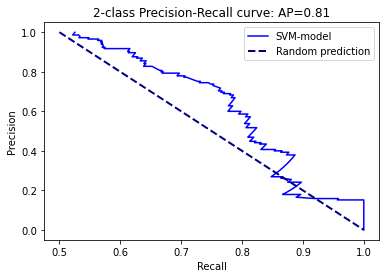 2-class Precision-Recall curve: AP=0.81
SVM-model
Random prediction
Precision
1.0
0.8
0.6
0.4
0.2
0.0
0.5
0.6
0.7
0.8
0.9
1.0
Recall